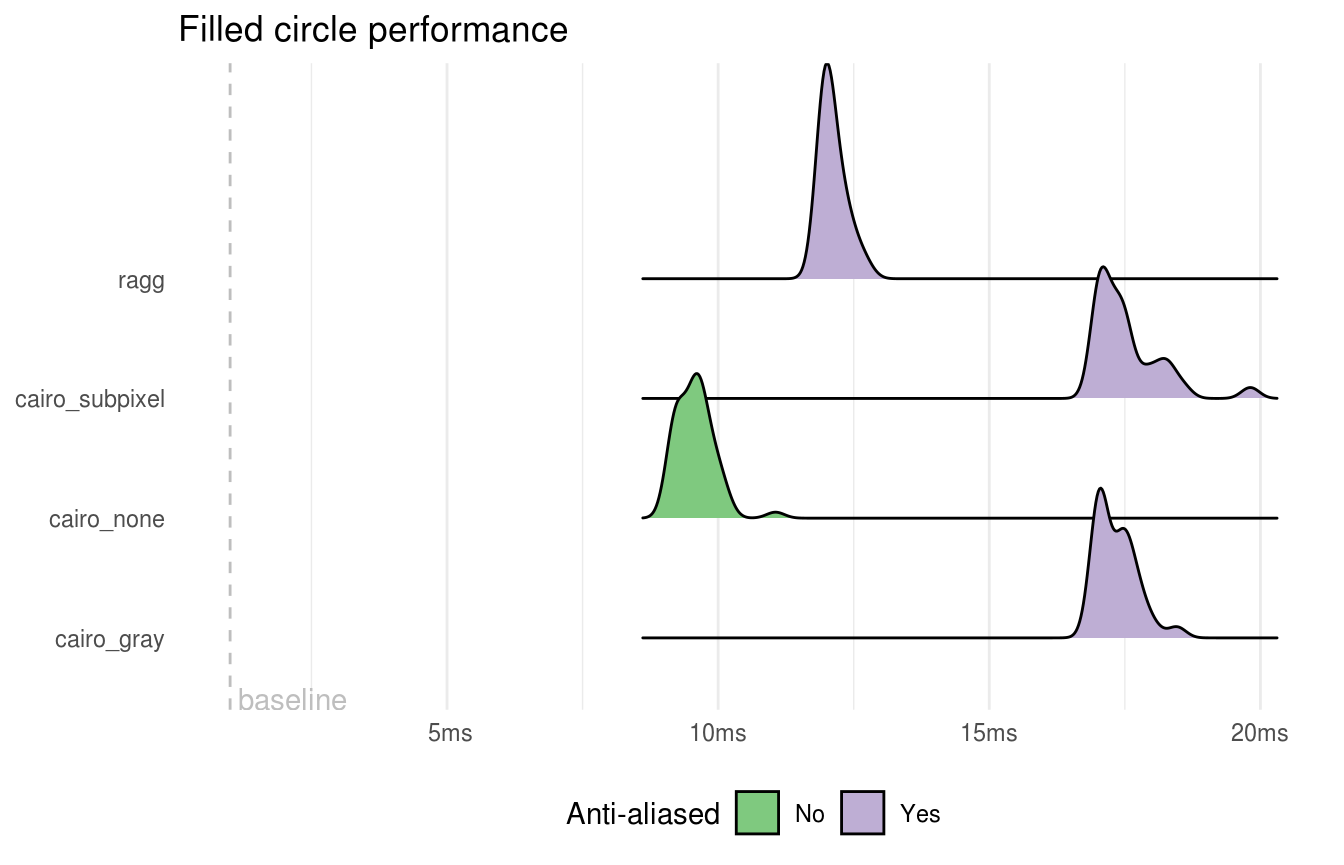 Filled circle performance
ragg
cairo_subpixel
cairo_none
cairo_gray
baseline
5ms 10ms 15ms 20ms
Anti-aliased No Yes